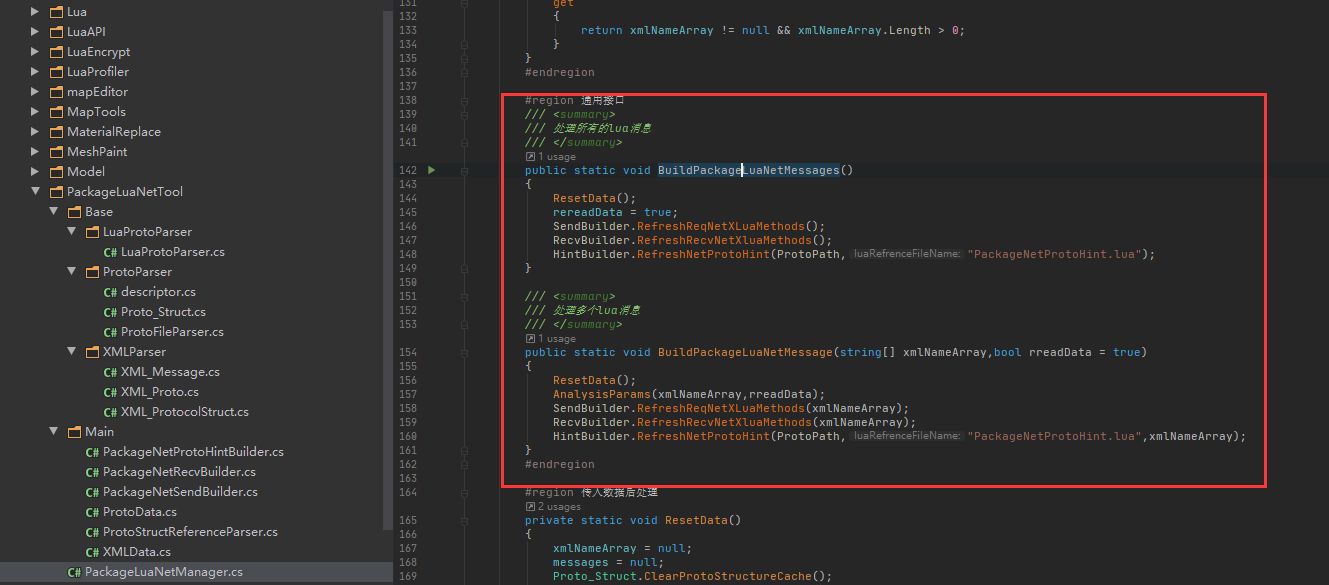 Lua
LuaAPI
LuaEncrypt
LuaProfiler
mapEditor
MapTools
MaterialReplace
MeshPaint
Model
PackageLuaNetTool
Base
LuaProtoParser
C# LuaProtoParser.cs
ProtoParser
C# descriptor.cs
C# Proto_Struct.cs
C# ProtoFileParser.cs
XMLParser
C# XML_Message.cs
C# XML_Proto.cs
C# XML_ProtocolStruct.cs
Main
C# PackageNetProtoHintBuilder.cs
C# PackageNetRecvBuilder.cs
C# PackageNetSendBuilder.cs
C# ProtoData.cs
C# ProtoStructReferenceParser.cs
C# XMLData.cs
C# PackageLuaNetManager.cs
131 get
132 {
133 return xmlNameArray != null && xmlNameArray.Length > 0;
134 }
135 }
136 #endregion
137
138 #region 通用接口
139 /// <summary>
140 /// 处理所有的lua消息
141 /// </summary>
1 usage
142 public static void BuildPackageLuaNetMessages()
143 {
144 ResetData();
145 rereadData = true;
146 SendBuilder.RefreshReqNetXLuaMethods();
147 RecvBuilder.RefreshRecvNetXluaMethods();
148 HintBuilder.RefreshNetProtoHint(ProtoPath, luaRefrenceFileName: "PackageNetProtoHint.lua");
149 }
150
151 /// <summary>
152 /// 处理多个lua消息
153 /// </summary>
1 usage
154 public static void BuildPackageLuaNetMessage(string[] xmlNameArray,bool rreadData = true)
155 {
156 ResetData();
157 AnalysisParams(xmlNameArray,rreadData);
158 SendBuilder.RefreshReqNetXLuaMethods(xmlNameArray);
159 RecvBuilder.RefreshRecvNetXluaMethods(xmlNameArray);
160 HintBuilder.RefreshNetProtoHint(ProtoPath, luaRefrenceFileName: "PackageNetProtoHint.lua",xmlNameArray);
161 }
162 #endregion
163
164 #region 传入数据后处理
2 usages
165 private static void ResetData()
166 {
167 xmlNameArray = null;
168 messages = null;
169 Proto_Struct.ClearProtoStructureCache();